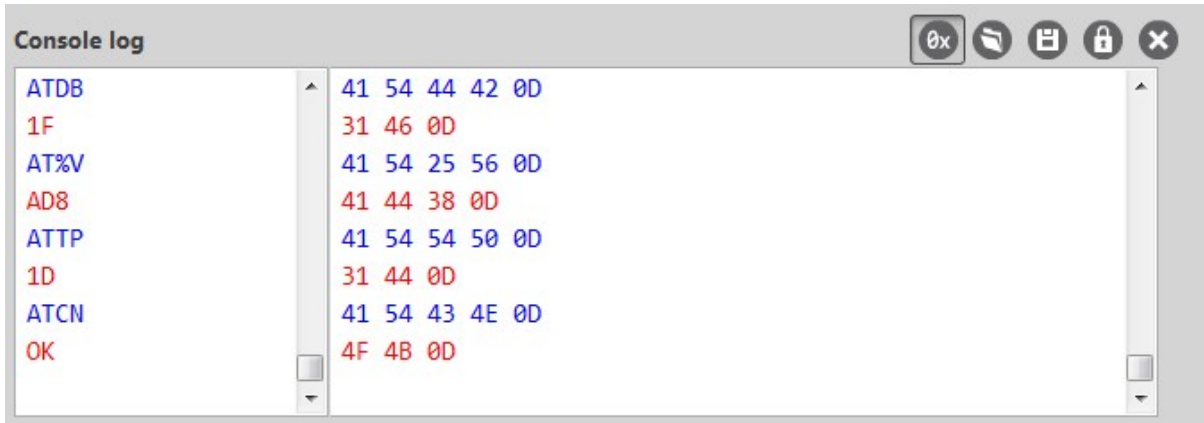 Console log 0x
ATDB 41 54 44 42 0D
1F 31 46 0D
AT%V 41 54 25 56 0D
AD8 41 44 38 0D
ATTP 41 54 54 50 0D
1D 31 44 0D
ATCN 41 54 43 4E 0D
OK 4F 4B 0D